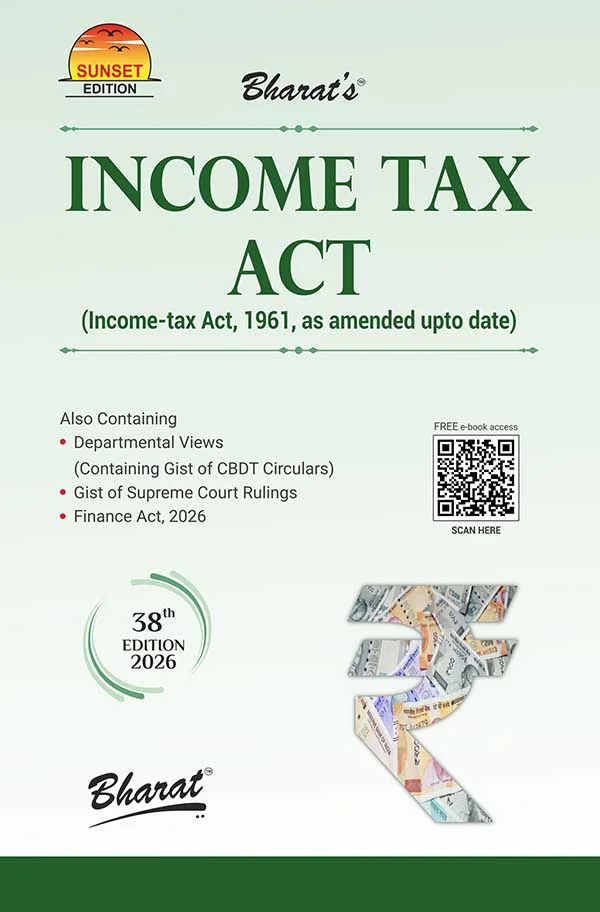 SUNSET
EDITION
Bharat's™
INCOME TAX
ACT
(Income-tax Act, 1961, as amended upto date)
Also Containing
• Departmental Views
(Containing Gist of CBDT Circulars)
• Gist of Supreme Court Rulings
• Finance Act, 2026
FREE e-book access
SCAN HERE
38th
EDITION
2026
Bharat™